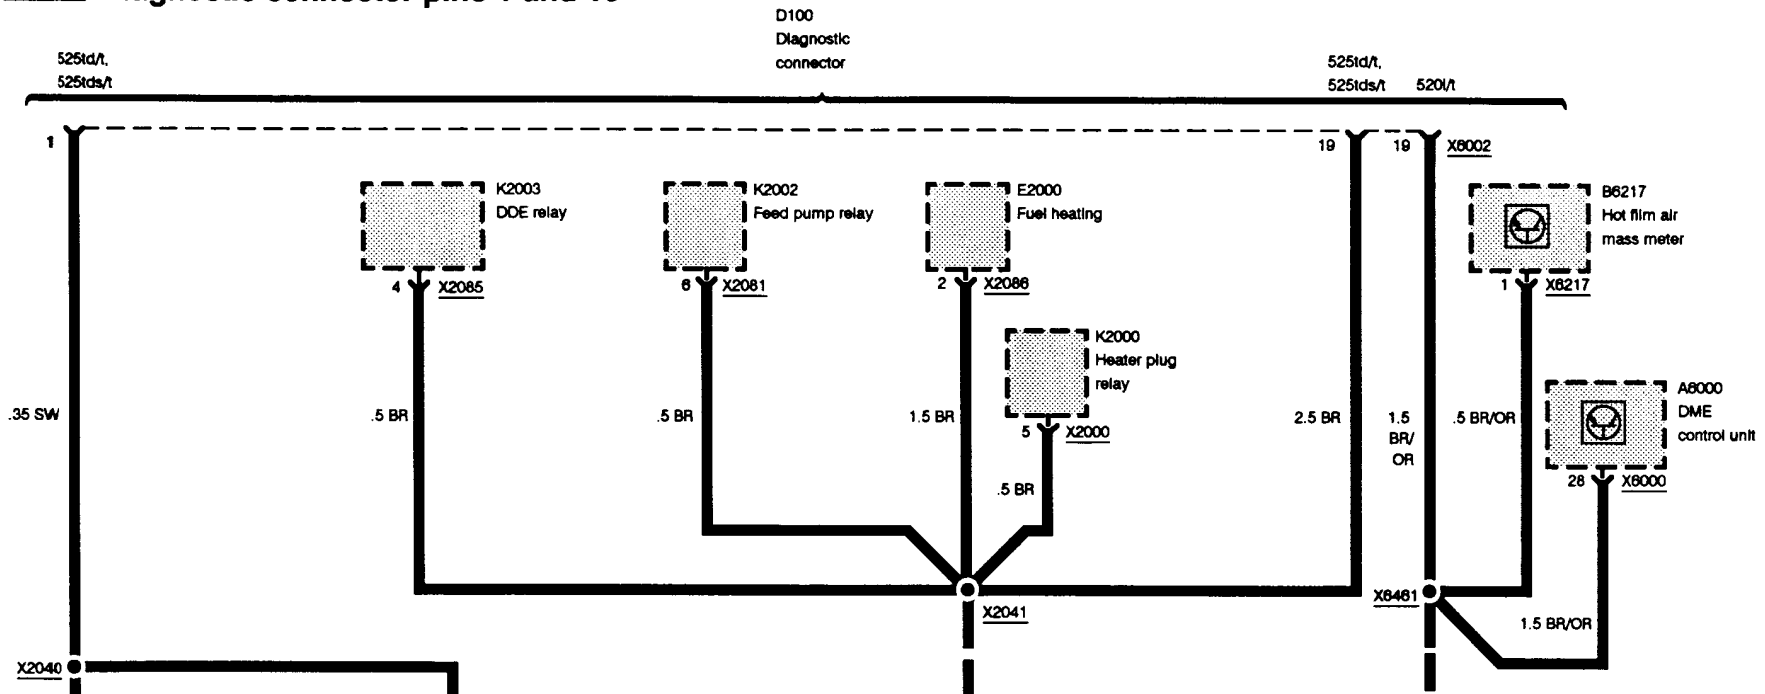 connector pins
D100
Diagnostic
connector
525td/t,
525tds/t
525td/t,
525tds/t
520i/t
1
19
19
X6002
K2003
DDE relay
K2002
Feed pump relay
E2000
Fuel heating
B6217
Hot film air
mass meter
4
X2085
6
X2081
2
X2086
1
X6217
K2000
Heater plug
relay
A6000
DME
control unit
.35 SW
.5 BR
.5 BR
1.5 BR
5
X2000
2.5 BR
1.5
BR/
OR
.5 BR/OR
28
X6000
.5 BR
X2041
X6461
1.5 BR/OR
X2040